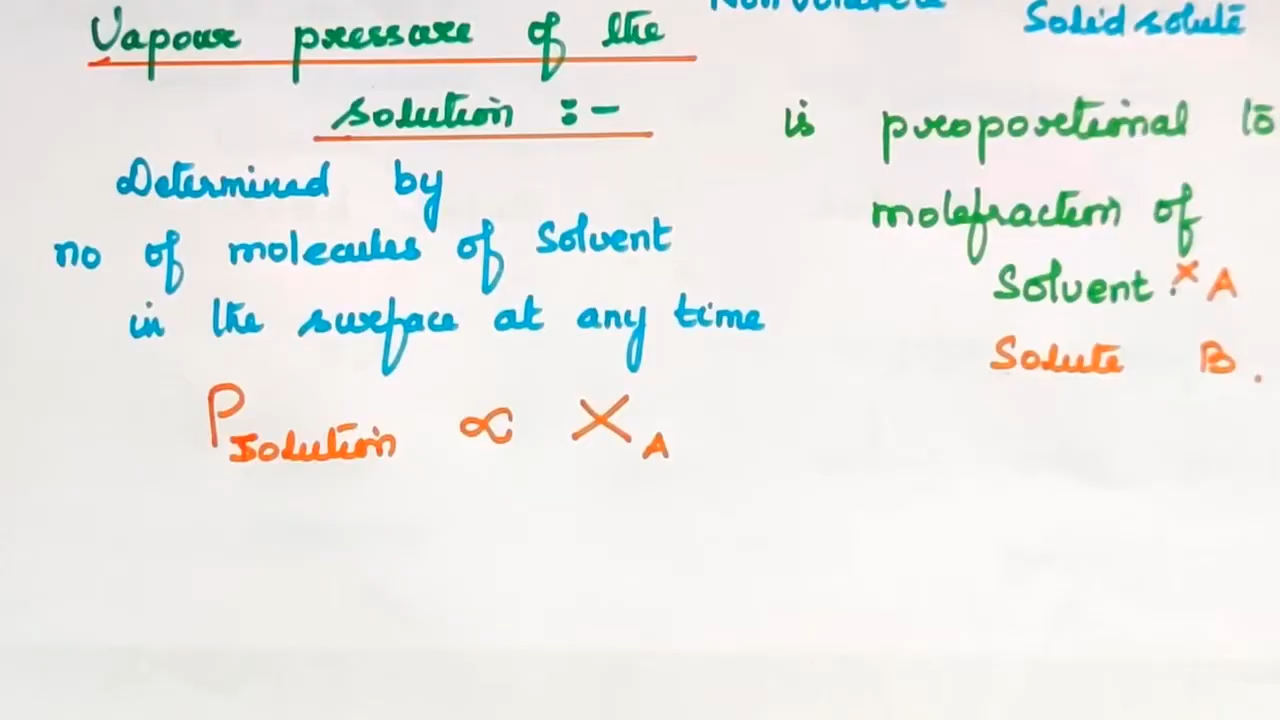 Vapour pressure of the
solution :-
Determined by
no of molecules of Solvent
in the surface at any time
P solution ∝ X A
Solid solute
is proportional to
molefraction of
Solvent. X A
Solute B.